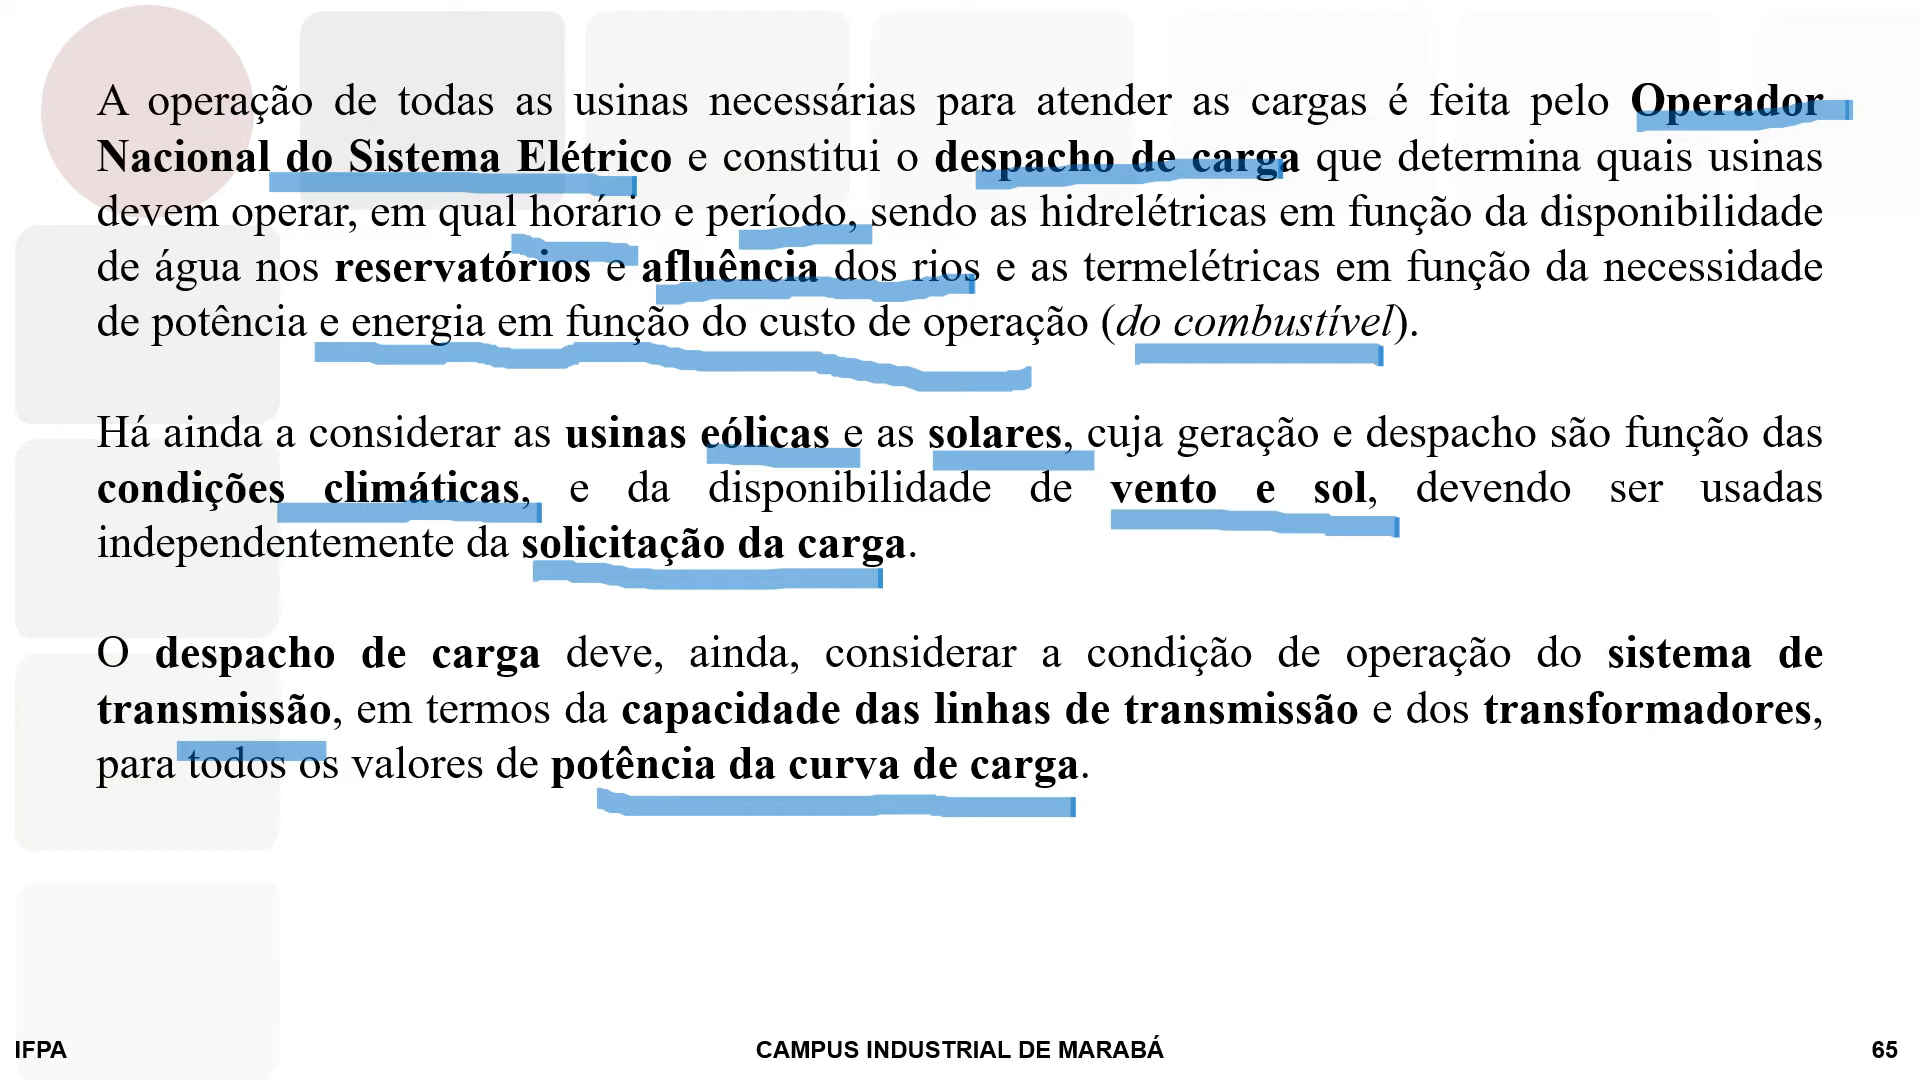 A operação de todas as usinas necessárias para atender as cargas é feita pelo Operador
Nacional do Sistema Elétrico e constitui o despacho de carga que determina quais usinas
devem operar, em qual horário e período, sendo as hidrelétricas em função da disponibilidade
de água nos reservatórios e afluência dos rios e as termelétricas em função da necessidade
de potência e energia em função do custo de operação (do combustível).
Há ainda a considerar as usinas eólicas e as solares, cuja geração e despacho são função das
condições climáticas, e da disponibilidade de vento e sol, devendo ser usadas
independentemente da solicitação da carga.
O despacho de carga deve, ainda, considerar a condição de operação do sistema de
transmissão, em termos da capacidade das linhas de transmissão e dos transformadores,
para todos os valores de potência da curva de carga.
IFPA CAMPUS INDUSTRIAL DE MARABÁ 65